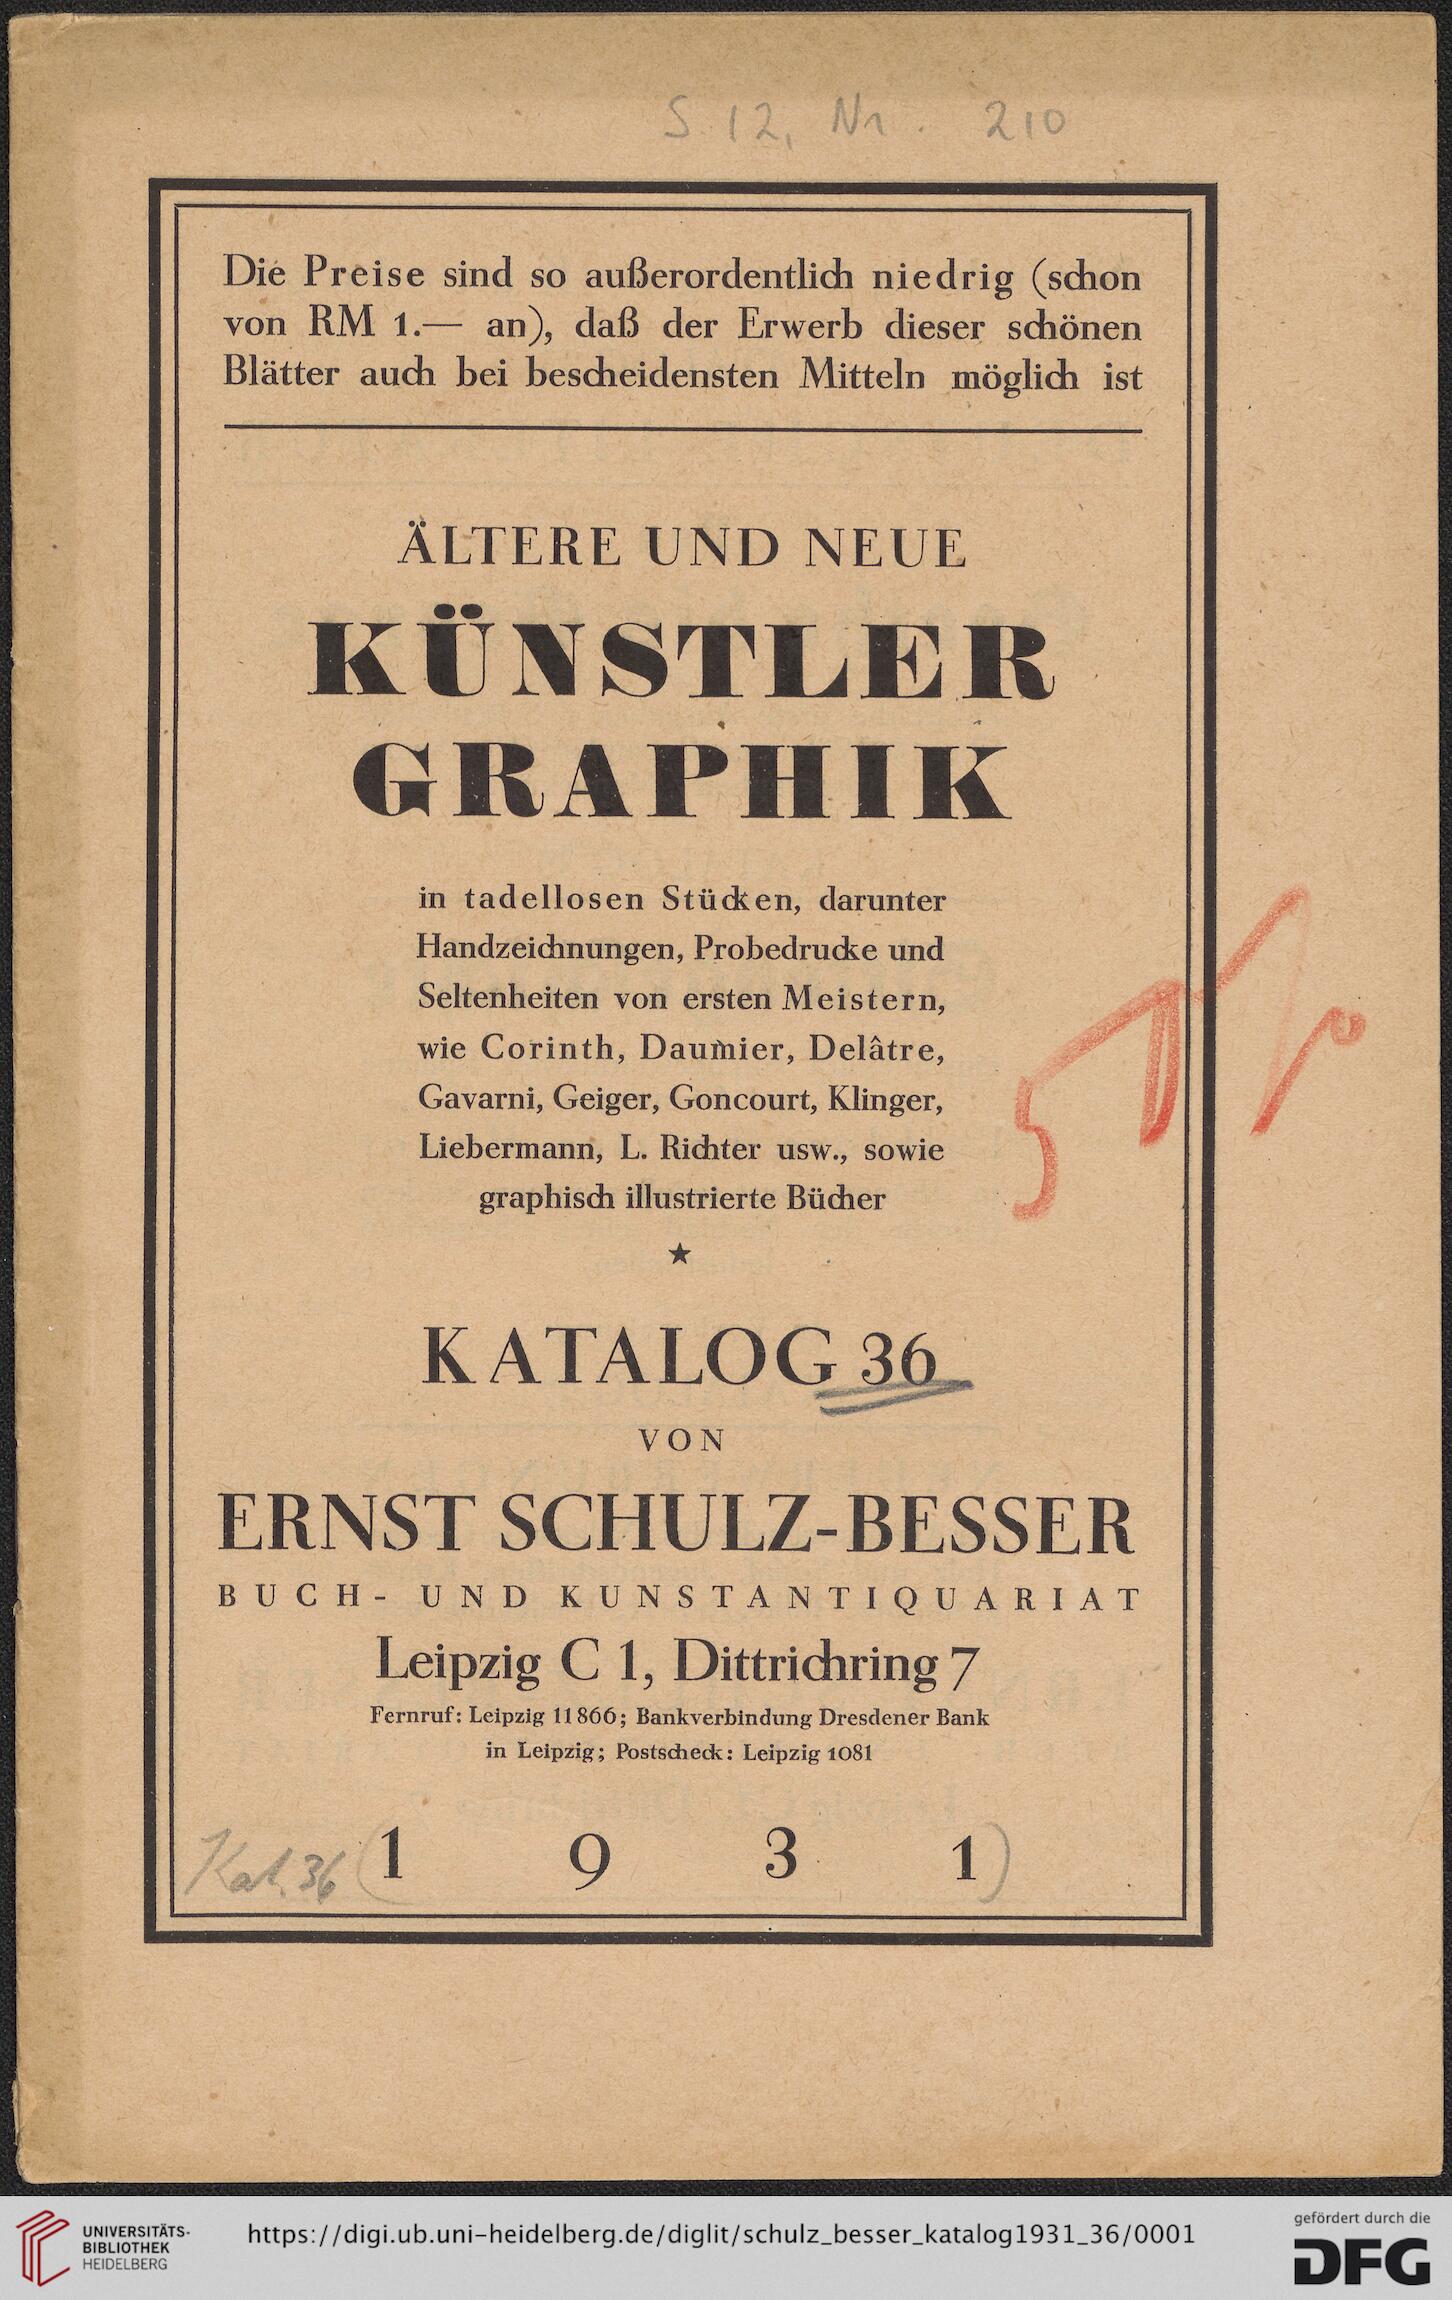 S. 12, Nr. 210
Die Preise sind so außerordentlich niedrig (schon
von RM 1.— an), daß der Erwerb dieser schönen
Blätter auch bei bescheidensten Mitteln möglich ist
ÄLTERE UND NEUE
KÜNSTLER
GRAPHIK
in tadellosen Stücken, darunter
Handzeichnungen, Probedrucke und
Seltenheiten von ersten Meistern,
wie Corinth, Daumier, Delâtre,
Gavarni, Geiger, Goncourt, Klinger,
Liebermann, L. Richter usw., sowie
graphisch illustrierte Bücher
★
KATALOG 36
VON
ERNST SCHULZ-BESSER
BUCH- UND KUNSTANTIQUARIAT
Leipzig C 1, Dittrichring 7
Fernruf: Leipzig 11866; Bankverbindung Dresdener Bank
in Leipzig; Postscheck: Leipzig 1081
Kat. 36 (1 9 3 1)
UNIVERSITÄTS-
BIBLIOTHEK
HEIDELBERG
https://digi.ub.uni-heidelberg.de/diglit/schulz_besser_katalog1931_36/0001
gefördert durch die
DFG